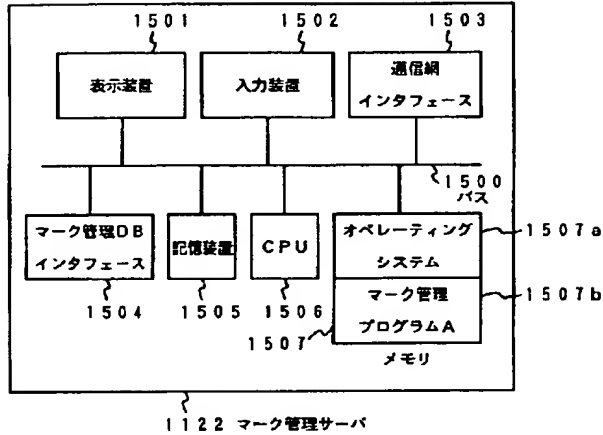 1501
1502
1503
表示装置
入力装置
通信網
インタフェース
1500
バス
マーク管理DB
インタフェース
記憶装置
CPU
オペレーティング
システム
1507a
マーク管理
プログラムA
1507b
1504
1505
1506
1507
メモリ
1122 マーク管理サーバ